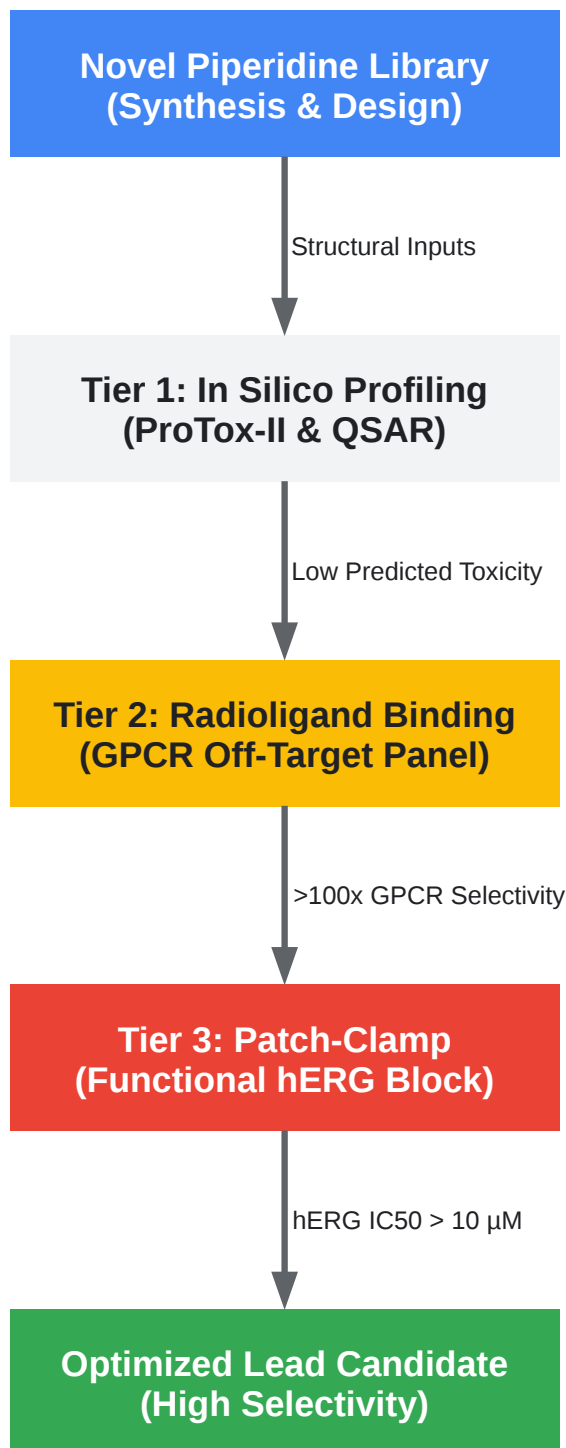 Novel Piperidine Library
(Synthesis & Design)
Structural Inputs
Tier 1: In Silico Profiling
(ProTox-II & QSAR)
Low Predicted Toxicity
Tier 2: Radioligand Binding
(GPCR Off-Target Panel)
>100x GPCR Selectivity
Tier 3: Patch-Clamp
(Functional hERG Block)
hERG IC50 > 10 µM
Optimized Lead Candidate
(High Selectivity)